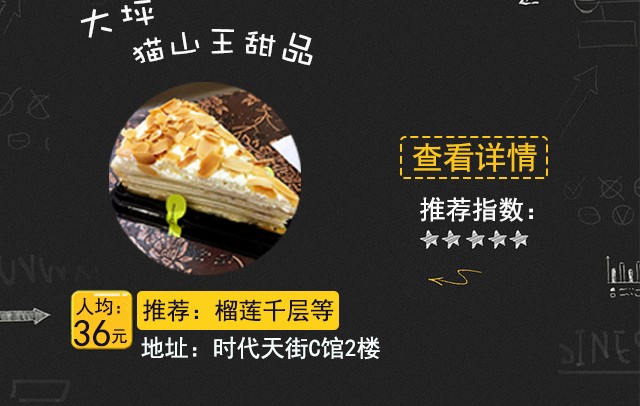 大坪
猫山王甜品
查看详情
推荐指数：
人均：
36元
推荐：榴莲千层等
地址：时代天街C馆2楼